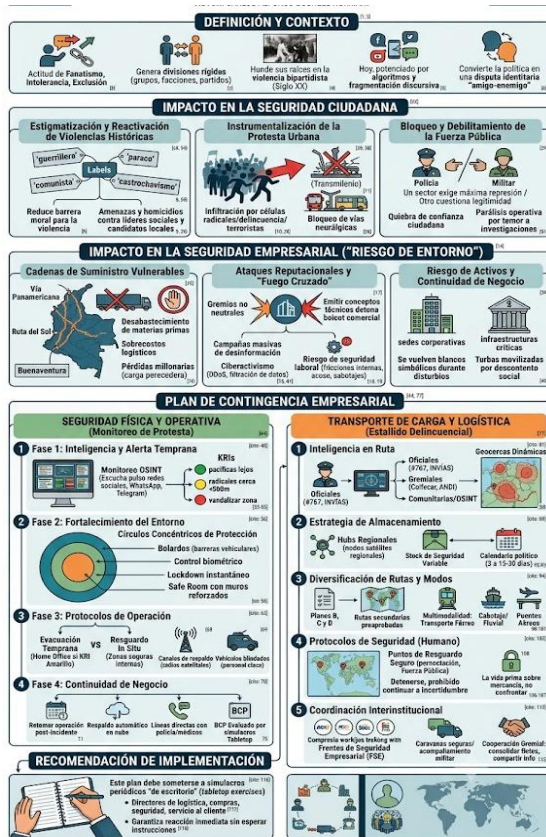 DEFINICIÓN Y CONTEXTO
Actitud de Fanatismo,
Intolerancia, Exclusión
Genera divisiones rígidas
(grupos, facciones, partidos)
Hunde sus raíces en la
violencia bipartidista
(Siglo XX)
Hoy, potenciado por
algoritmos y
fragmentación discursiva
Convierte la política en
una disputa identitaria
"amigo-enemigo"
IMPACTO EN LA SEGURIDAD CIUDADANA
Estigmatización y Reactivación
de Violencias Históricas
'guerrillero'
'paraco'
Labels
'comunista'
'castrochavismo'
Reduce barrera
moral para la
violencia
Amenazas y homicidios
contra líderes sociales y
candidatos locales
Instrumentalización de la
Protesta Urbana
(Transmilenio)
Infiltración por células
radicales/delincuencia/
terroristas
Bloqueo de vías
neurálgicas
Bloqueo y Debilitamiento de
la Fuerza Pública
Policía
Militar
Un sector exige máxima represión /
Otro cuestiona legitimidad
Quiebra de confianza
ciudadana
Parálisis operativa
por temor a
investigaciones
IMPACTO EN LA SEGURIDAD EMPRESARIAL ("RIESGO DE ENTORNO")
Cadenas de Suministro Vulnerables
Vía
Panamericana
Ruta del Sol
Buenaventura
Desabastecimiento
de materias primas
Sobrecostos
logísticos
Pérdidas millonarias
(carga perecedera)
Ataques Reputacionales y
"Fuego Cruzado"
Gremios no
neutrales
Emitir conceptos
técnicos detona
boicot comercial
Campañas masivas
de desinformación
Ciberactivismo
(DDoS, filtración de datos)
Riesgo de seguridad
laboral (fricciones internas,
acose, sabotajes)
Riesgo de Activos y
Continuidad de Negocio
sedes corporativas
Se vuelven blancos
simbólicos durante
disturbios
infraestructuras
críticas
Turbas movilizadas
por descontento
social
PLAN DE CONTINGENCIA EMPRESARIAL
SEGURIDAD FÍSICA Y OPERATIVA
(Monitoreo de Protesta)
1 Fase 1: Inteligencia y Alerta Temprana
Monitoreo OSINT
(Escucha pulso redes
sociales, WhatsApp,
Telegram)
KRIs
pacíficas lejos
radicales cerca
<500m
vandalizar zona
2 Fase 2: Fortalecimiento del Entorno
Círculos Concéntricos de Protección
Bolardos (barreras vehiculares)
Control biométrico
Lockdown instantáneo
Safe Room con muros
reforzados
3 Fase 3: Protocolos de Operación
Evacuación
Temprana
(Home Office si KRI
Amarillo)
VS
Resguardo
In Situ
(Zonas seguras
internas)
Canales de respaldo
(radios satelitales)
Vehículos blindados
(personal clave)
4 Fase 4: Continuidad de Negocio
Retomar operación
post-incidente
Respaldo automático
en nube
Líneas directas con
policía/médicos
BCP
BCP Evaluado por
simulacros
Tabletop
TRANSPORTE DE CARGA Y LOGÍSTICA
(Estallido Delincuencial)
1 Inteligencia en Ruta
Oficiales
(#767, INVÍAS)
Oficiales
(#767, INVÍAS)
Gremiales
(Colfecar, ANDI)
Comunitarias/OSINT
Geocercas Dinámicas
2 Estrategia de Almacenamiento
Hubs Regionales
(nodos satélites
regionales)
Stock de Seguridad
Variable
Calendario político
(3 a 15-30 días)
3 Diversificación de Rutas y Modos
Planes B,
C y D
Rutas secundarias
preaprobadas
Multimodalidad:
Transporte Férreo
Cabotaje/
Fluvial
Puentes
Aéreos
4 Protocolos de Seguridad (Humano)
Puntos de Resguardo
Seguro (pernoctación,
Fuerza Pública)
Detenerse, prohibido
continuar a incertidumbre
La vida prima sobre
mercancís, no
confrontar
5 Coordinación Interinstitucional
Frentes de Seguridad
Empresarial (FSE)
Caravanas seguras/
acompañamiento
militar
Cooperación Gremial:
consolidar fletes,
compartir info
RECOMENDACIÓN DE IMPLEMENTACIÓN
Este plan debe someterse a simulacros
periódicos "de escritorio" (tabletop exercises)
• Directores de logística, compras,
seguridad, servicio al cliente
• Garantiza reacción inmediata sin esperar
instrucciones